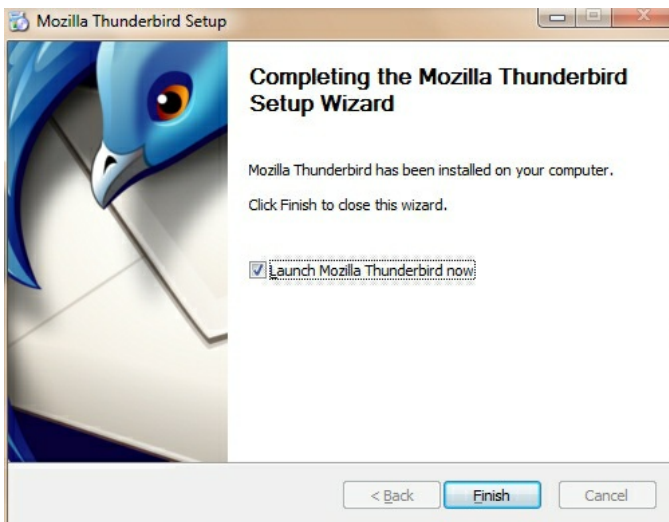 Mozilla Thunderbird Setup
Completing the Mozilla Thunderbird
Setup Wizard
Mozilla Thunderbird has been installed on your computer.
Click Finish to close this wizard.
Launch Mozilla Thunderbird now
< Back Finish Cancel